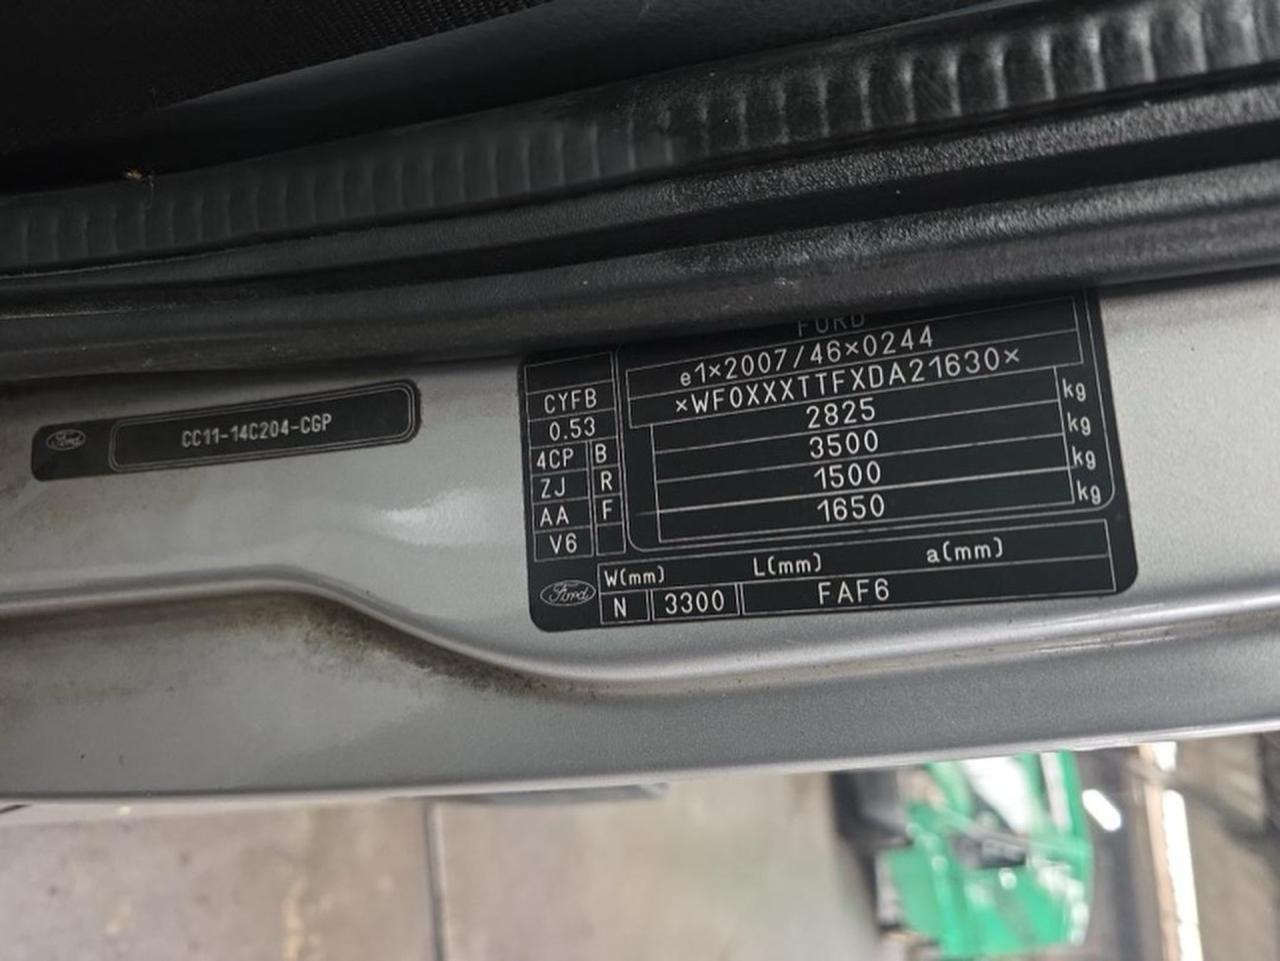 Ford
CC11-14C204-CGP
FORD
e1×2007/46×0244
×WF0XXXTTFXDA21630×
2825 kg
3500 kg
1500 kg
1650 kg
CYFB
0.53
4CP B
ZJ R
AA F
V6
Ford
W(mm) L(mm) a(mm)
N 3300 FAF6